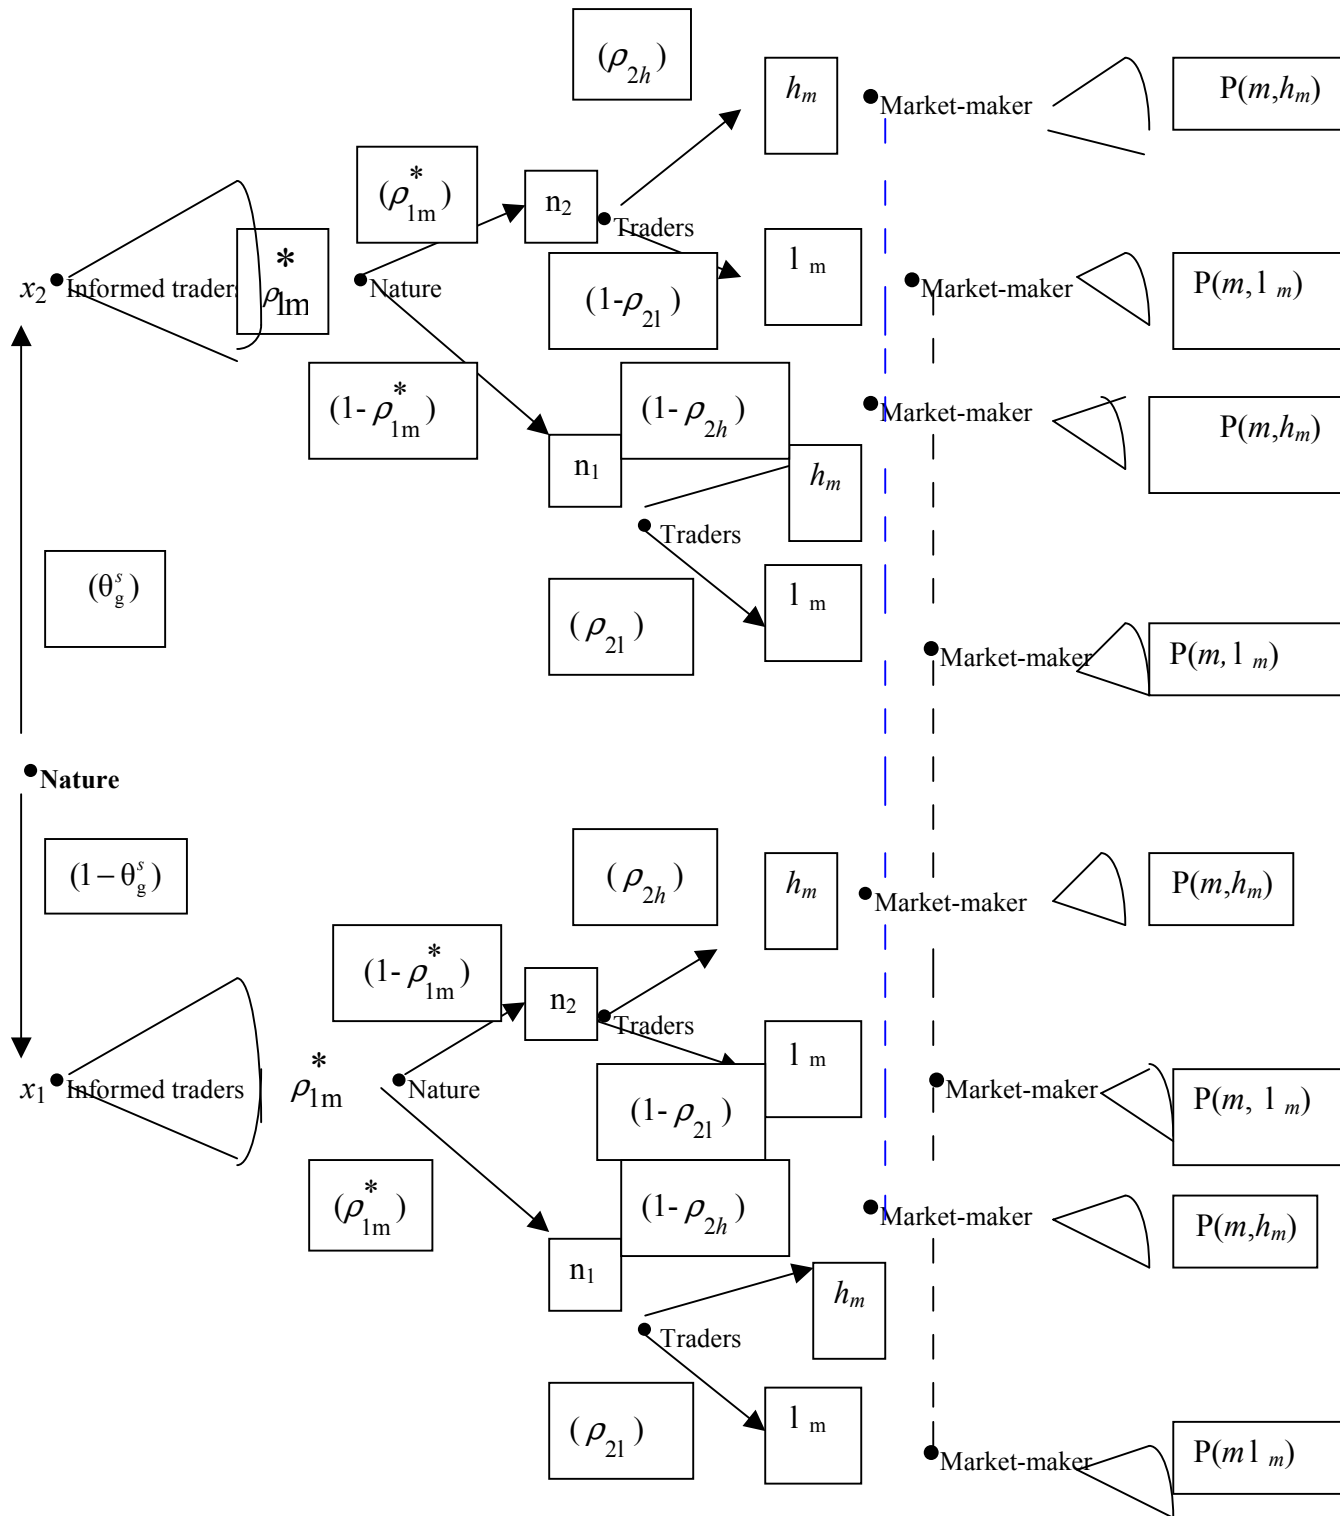 (ρ2h)
hm
Market-maker
P(m,hm)
(ρ*1m)
n2
Traders
x2
Informed traders
ρ*1m
Nature
(1-ρ2l)
l m
Market-maker
P(m, l m)
(1- ρ*1m)
(1-ρ2h)
Market-maker
P(m,hm)
n1
hm
Traders
(θsg)
(ρ2l)
l m
Market-maker
P(m, l m)
Nature
(1−θsg)
(ρ2h)
hm
Market-maker
P(m,hm)
(1- ρ*1m)
n2
Traders
x1
Informed traders
ρ*1m
Nature
l m
Market-maker
P(m, l m)
(1-ρ2l)
(ρ*1m)
(1-ρ2h)
Market-maker
P(m,hm)
n1
hm
Traders
(ρ2l)
l m
Market-maker
P(m l m)